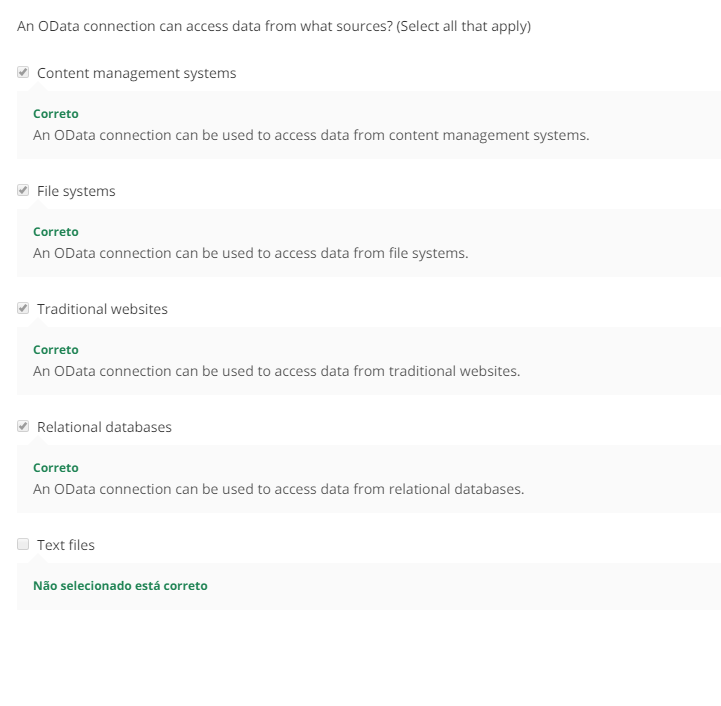 An OData connection can access data from what sources? (Select all that apply)
Content management systems
Correto
An OData connection can be used to access data from content management systems.
File systems
Correto
An OData connection can be used to access data from file systems.
Traditional websites
Correto
An OData connection can be used to access data from traditional websites.
Relational databases
Correto
An OData connection can be used to access data from relational databases.
Text files
Não selecionado está correto